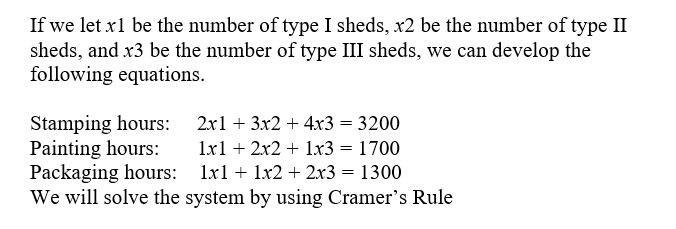 If we let x1 be the number of type I sheds, x2 be the number of type II
sheds, and x3 be the number of type III sheds, we can develop the
following equations.
Stamping hours: 2x1 + 3x2 + 4x3 = 3200
Painting hours: 1x1 + 2x2 + 1x3 = 1700
Packaging hours: 1x1 + 1x2 + 2x3 = 1300
We will solve the system by using Cramer’s Rule